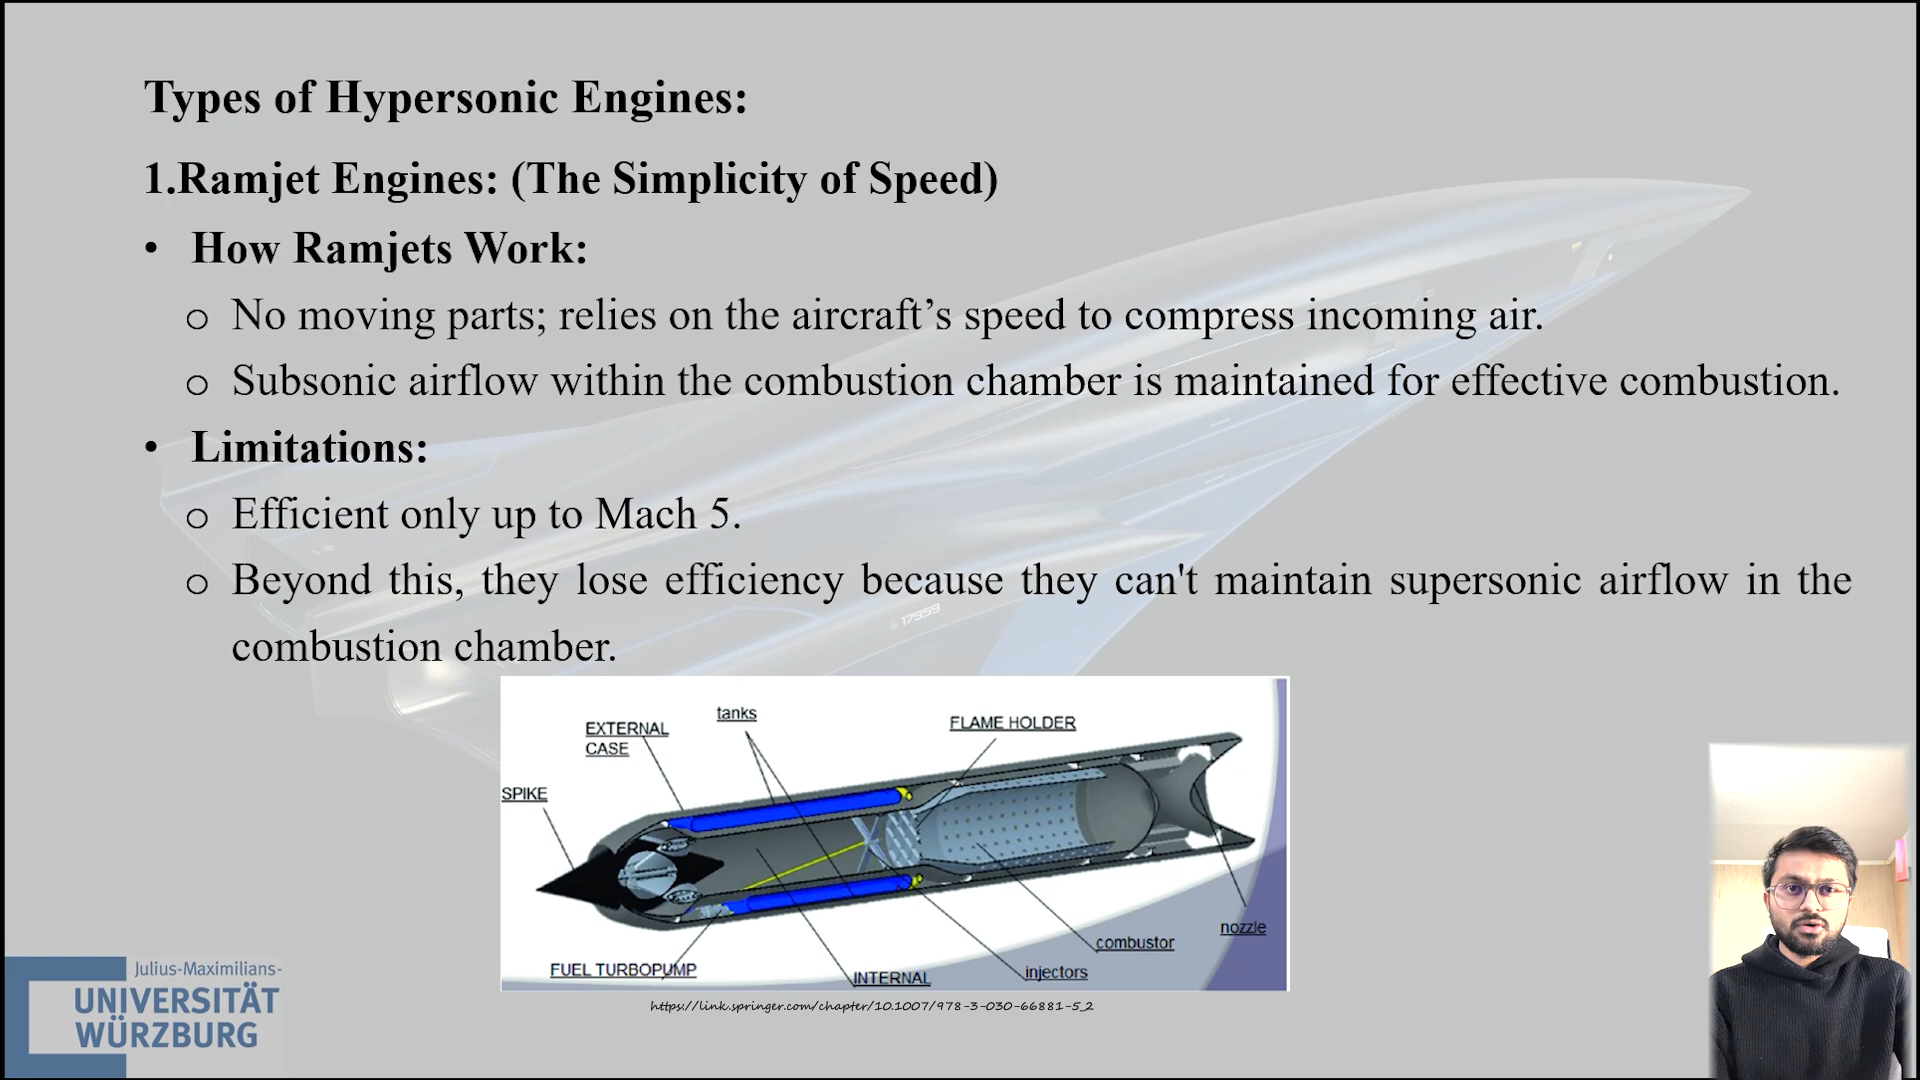 Types of Hypersonic Engines:
1.Ramjet Engines: (The Simplicity of Speed)
• How Ramjets Work:
o No moving parts; relies on the aircraft’s speed to compress incoming air.
o Subsonic airflow within the combustion chamber is maintained for effective combustion.
• Limitations:
o Efficient only up to Mach 5.
o Beyond this, they lose efficiency because they can't maintain supersonic airflow in the
combustion chamber.
17959
tanks
EXTERNAL
CASE
FLAME HOLDER
SPIKE
nozzle
combustor
FUEL TURBOPUMP
INTERNAL
injectors
https://link.springer.com/chapter/10.1007/978-3-030-66881-5_2
Julius-Maximilians-
UNIVERSITÄT
WÜRZBURG